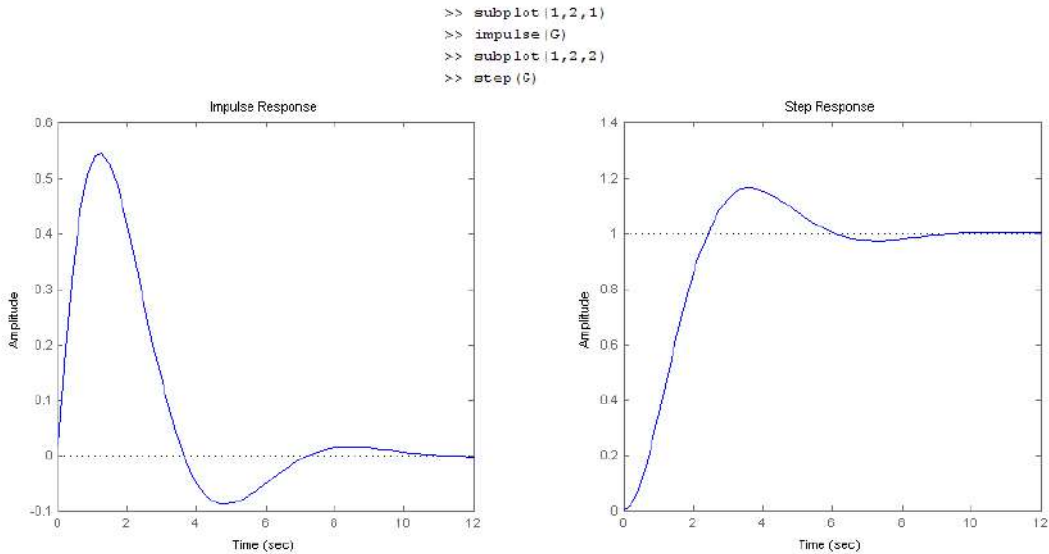 >> subplot(1,2,1)
>> impulse(G)
>> subplot(1,2,2)
>> step(G)
Impulse Response
0.6
0.5
0.4
0.3
0.2
0.1
0
-0.1
0 2 4 6 8 10 12
Amplitude
Time (sec)
Step Response
1.4
1.2
1
0.8
0.6
0.4
0.2
0
0 2 4 6 8 10 12
Amplitude
Time (sec)